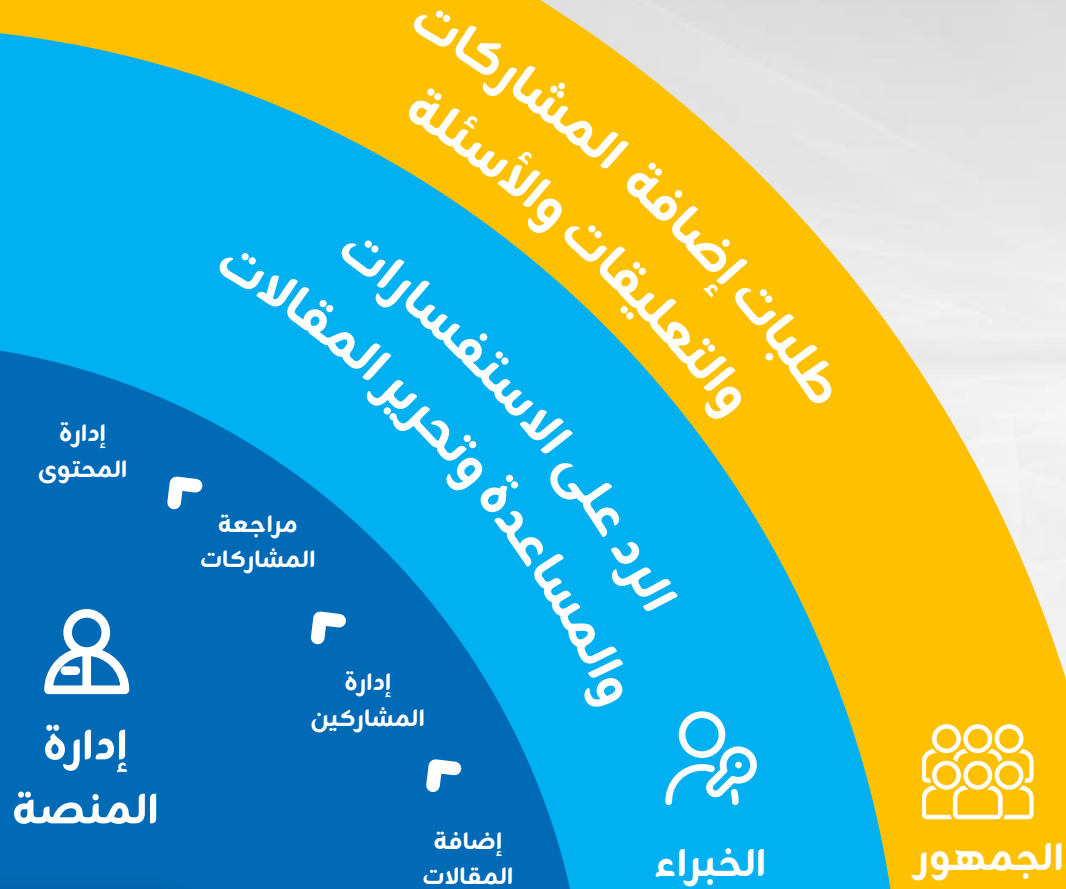 طلبات إضافة المشاركات
والتعليقات والأسئلة
الرد على الاستفسارات
والمساعدة وتحرير المقالات
إدارة
المحتوى
مراجعة
المشاركات
إدارة
المشاركين
إضافة
المقالات
إدارة
المنصة
الخبراء
الجمهور